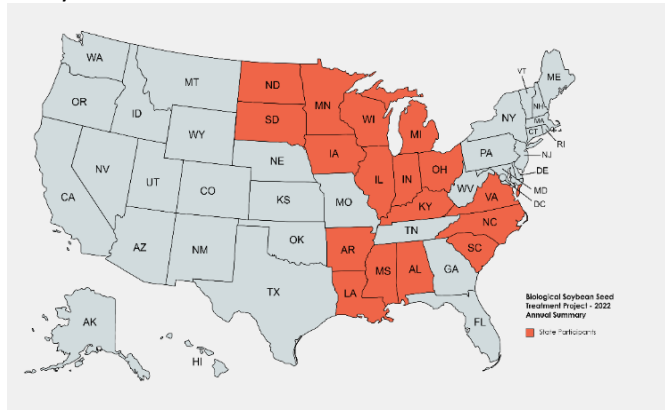 WA
MT
ND
MN
VT
ME
OR
ID
SD
WI
MI
NY
NH
MA
CT
RI
WY
IA
PA
NJ
NV
NE
IL
IN
OH
DE
CA
UT
CO
KS
MO
WV
VA
MD
DC
KY
NC
AZ
NM
OK
AR
TN
SC
TX
LA
MS
AL
GA
AK
HI
FL
Biological Soybean Seed
Treatment Project - 2022
Annual Summary
State Participants